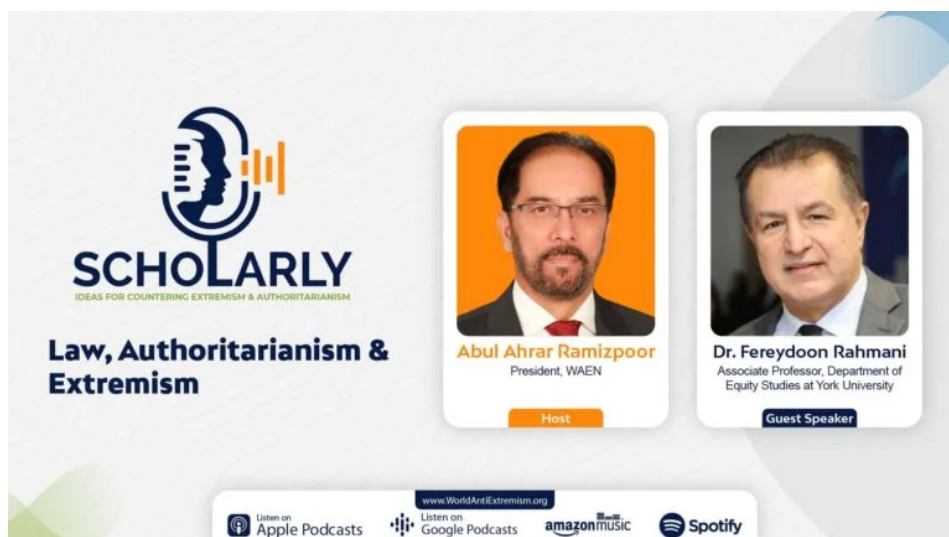 SCHOLARLY
IDEAS FOR COUNTERING EXTREMISM & AUTHORITARIANISM
Law, Authoritarianism &
Extremism
Abul Ahrar Ramizpoor
President, WAEN
Host
Dr. Fereydoon Rahmani
Associate Professor, Department of
Equity Studies at York University
Guest Speaker
www.WorldAntiExtremism.org
Listen on
Apple Podcasts
Listen on
Google Podcasts
amazon music
Spotify